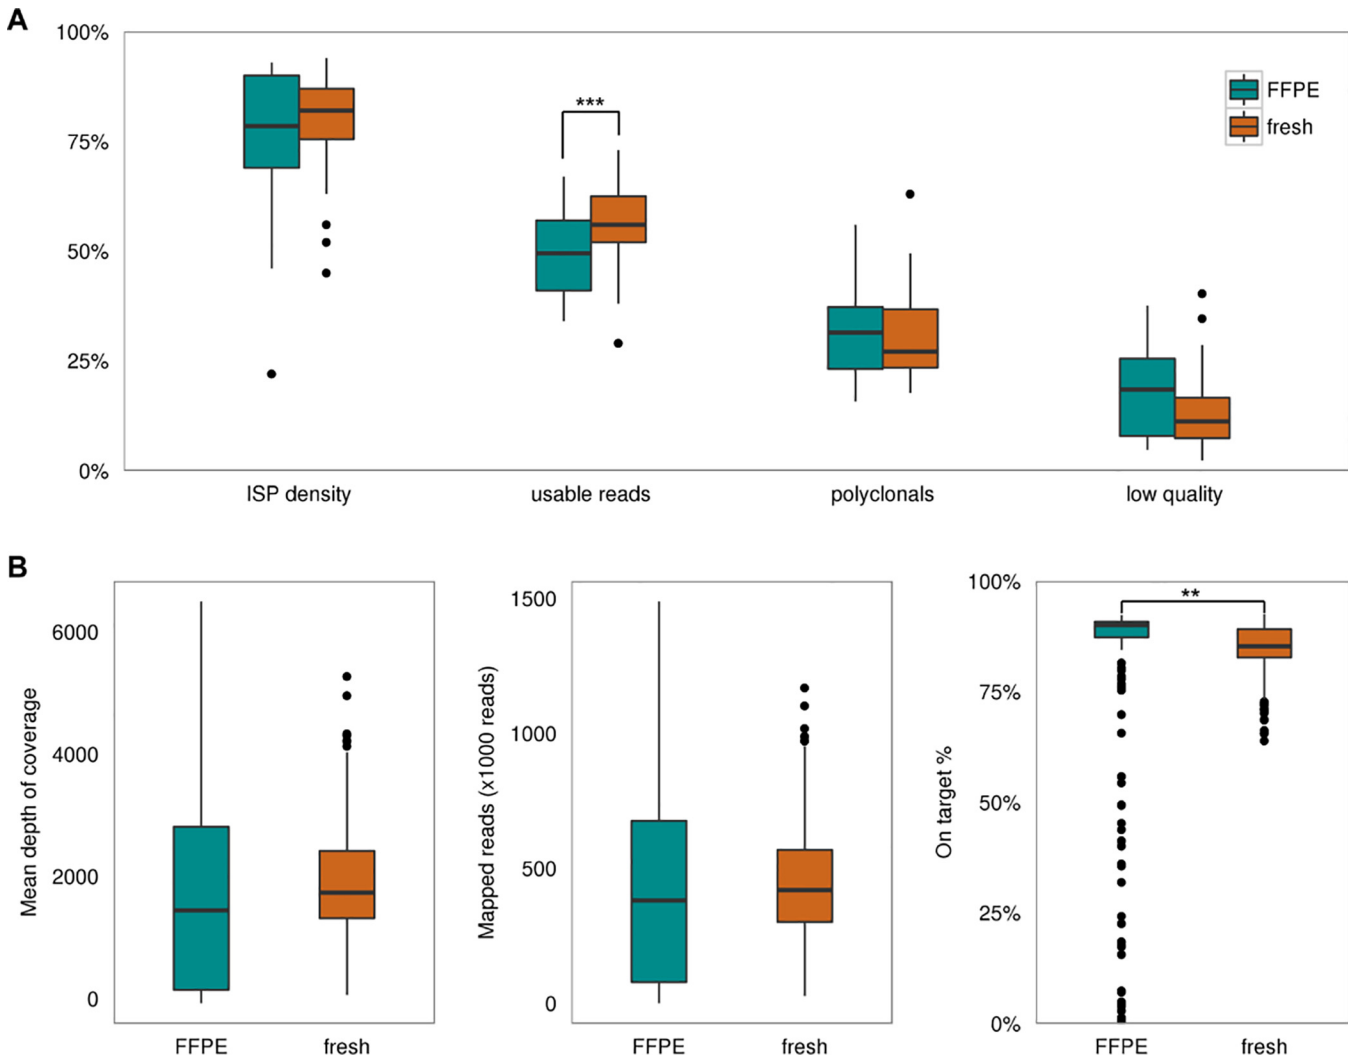 A
100%
75%
50%
25%
0%
***
FFPE
fresh
ISP density
usable reads
polyclonals
low quality
B
Mean depth of coverage
6000
4000
2000
0
FFPE
fresh
Mapped reads (x1000 reads)
1500
1000
500
0
FFPE
fresh
On target %
100%
75%
50%
25%
0%
**
FFPE
fresh